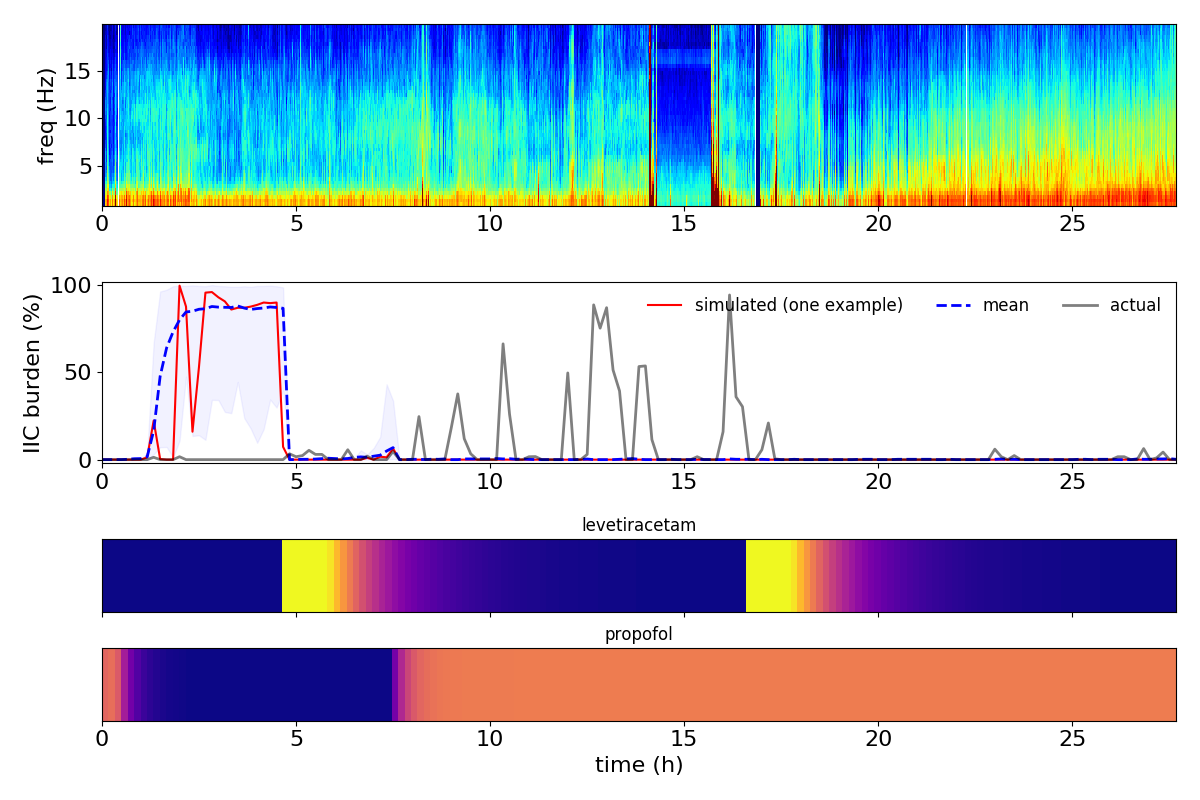 freq (Hz)
15
10
5
0 5 10 15 20 25
IIC burden (%)
100
50
0
simulated (one example) mean actual
0 5 10 15 20 25
levetiracetam
propofol
0 5 10 15 20 25
time (h)